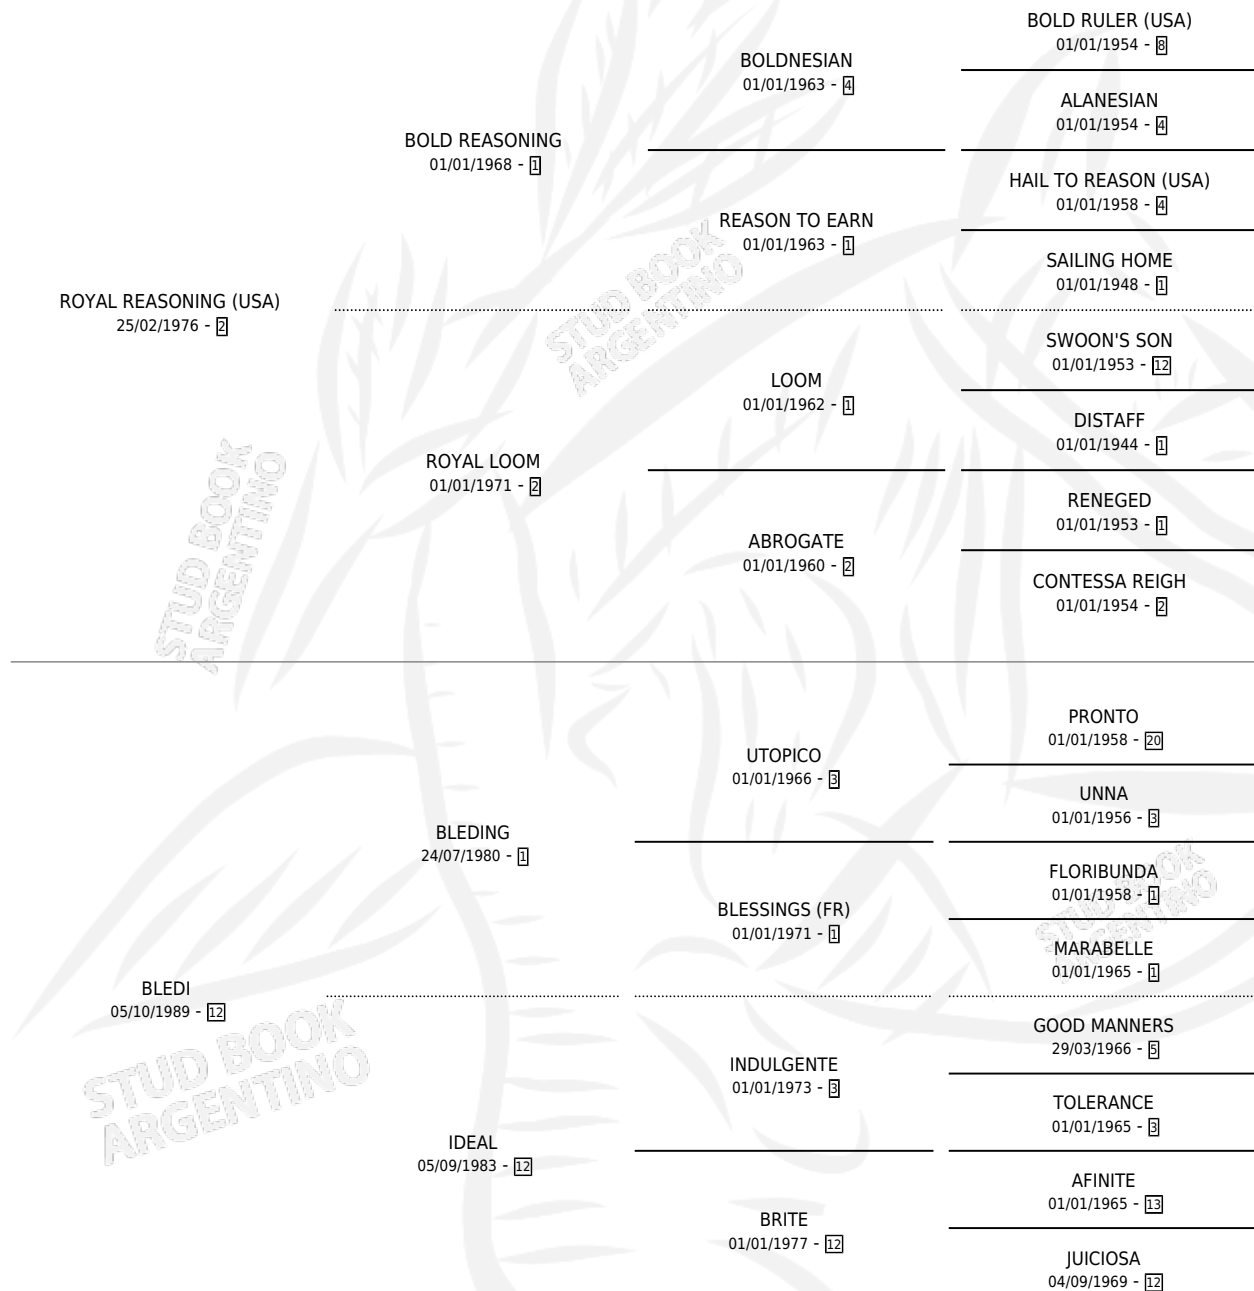 BOLD RULER (USA)
01/01/1954 - 8
BOLDNESIAN
01/01/1963 - 4
ALANESIAN
01/01/1954 - 4
BOLD REASONING
01/01/1968 - 1
HAIL TO REASON (USA)
01/01/1958 - 4
REASON TO EARN
01/01/1963 - 1
SAILING HOME
01/01/1948 - 1
ROYAL REASONING (USA)
25/02/1976 - 2
SWOON'S SON
01/01/1953 - 12
LOOM
01/01/1962 - 1
DISTAFF
01/01/1944 - 1
ROYAL LOOM
01/01/1971 - 2
RENEGED
01/01/1953 - 1
ABROGATE
01/01/1960 - 2
CONTESSA REIGH
01/01/1954 - 2
PRONTO
01/01/1958 - 20
UTOPICO
01/01/1966 - 3
UNNA
01/01/1956 - 3
BLEDING
24/07/1980 - 1
FLORIBUNDA
01/01/1958 - 1
BLESSINGS (FR)
01/01/1971 - 1
MARABELLE
01/01/1965 - 1
BLEDI
05/10/1989 - 12
GOOD MANNERS
29/03/1966 - 5
INDULGENTE
01/01/1973 - 3
TOLERANCE
01/01/1965 - 3
IDEAL
05/09/1983 - 12
AFINITE
01/01/1965 - 13
BRITE
01/01/1977 - 12
JUICIOSA
04/09/1969 - 12
STUD BOOK
ARGENTINO
STUD BOOK
ARGENTINO
STUD BOOK
ARGENTINO
STUD BOOK
ARGENTINO